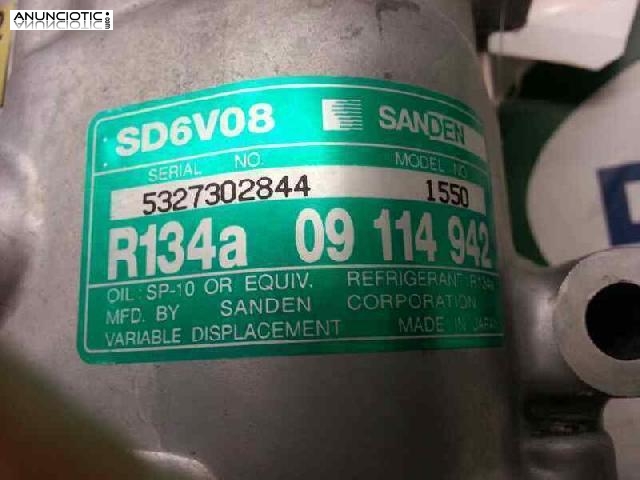 ANUNCIOTIC
.com
SD6V08 SANDEN
SERIAL NO. MODEL NO.
5327302844 1550
R134a 09 114 942
OIL : SP-10 OR EQUIV. REFRIGERANT : R134a
MFD. BY SANDEN CORPORATION
VARIABLE DISPLACEMENT MADE IN JAPAN